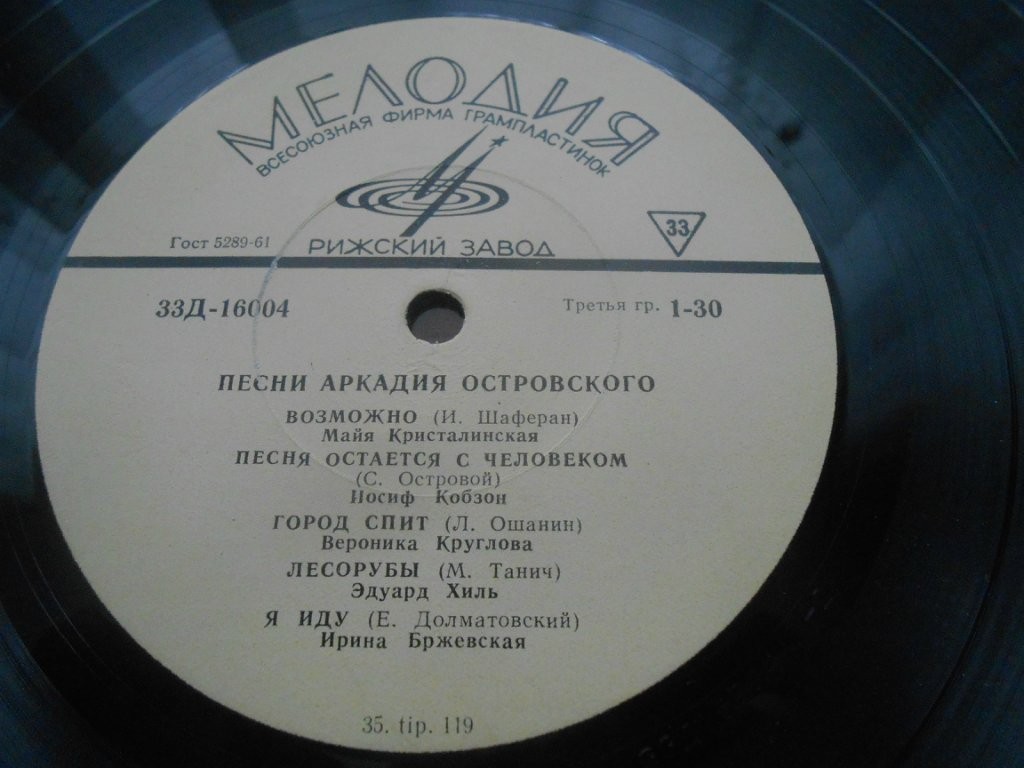 МЕЛОДИЯ
ВСЕСОЮЗНАЯ ФИРМА ГРАМПЛАСТИНОК
Гост 5289-61
РИЖСКИЙ ЗАВОД
33
33Д-16004
Третья гр. 1-30
ПЕСНИ АРКАДИЯ ОСТРОВСКОГО
ВОЗМОЖНО (И. Шаферан)
Майя Кристалинская
ПЕСНЯ ОСТАЕТСЯ С ЧЕЛОВЕКОМ
(С. Островой)
Иосиф Кобзон
ГОРОД СПИТ (Л. Ошанин)
Вероника Круглова
ЛЕСОРУБЫ (М. Танич)
Эдуард Хиль
Я ИДУ (Е. Долматовский)
Ирина Бржевская
35. tip. 119